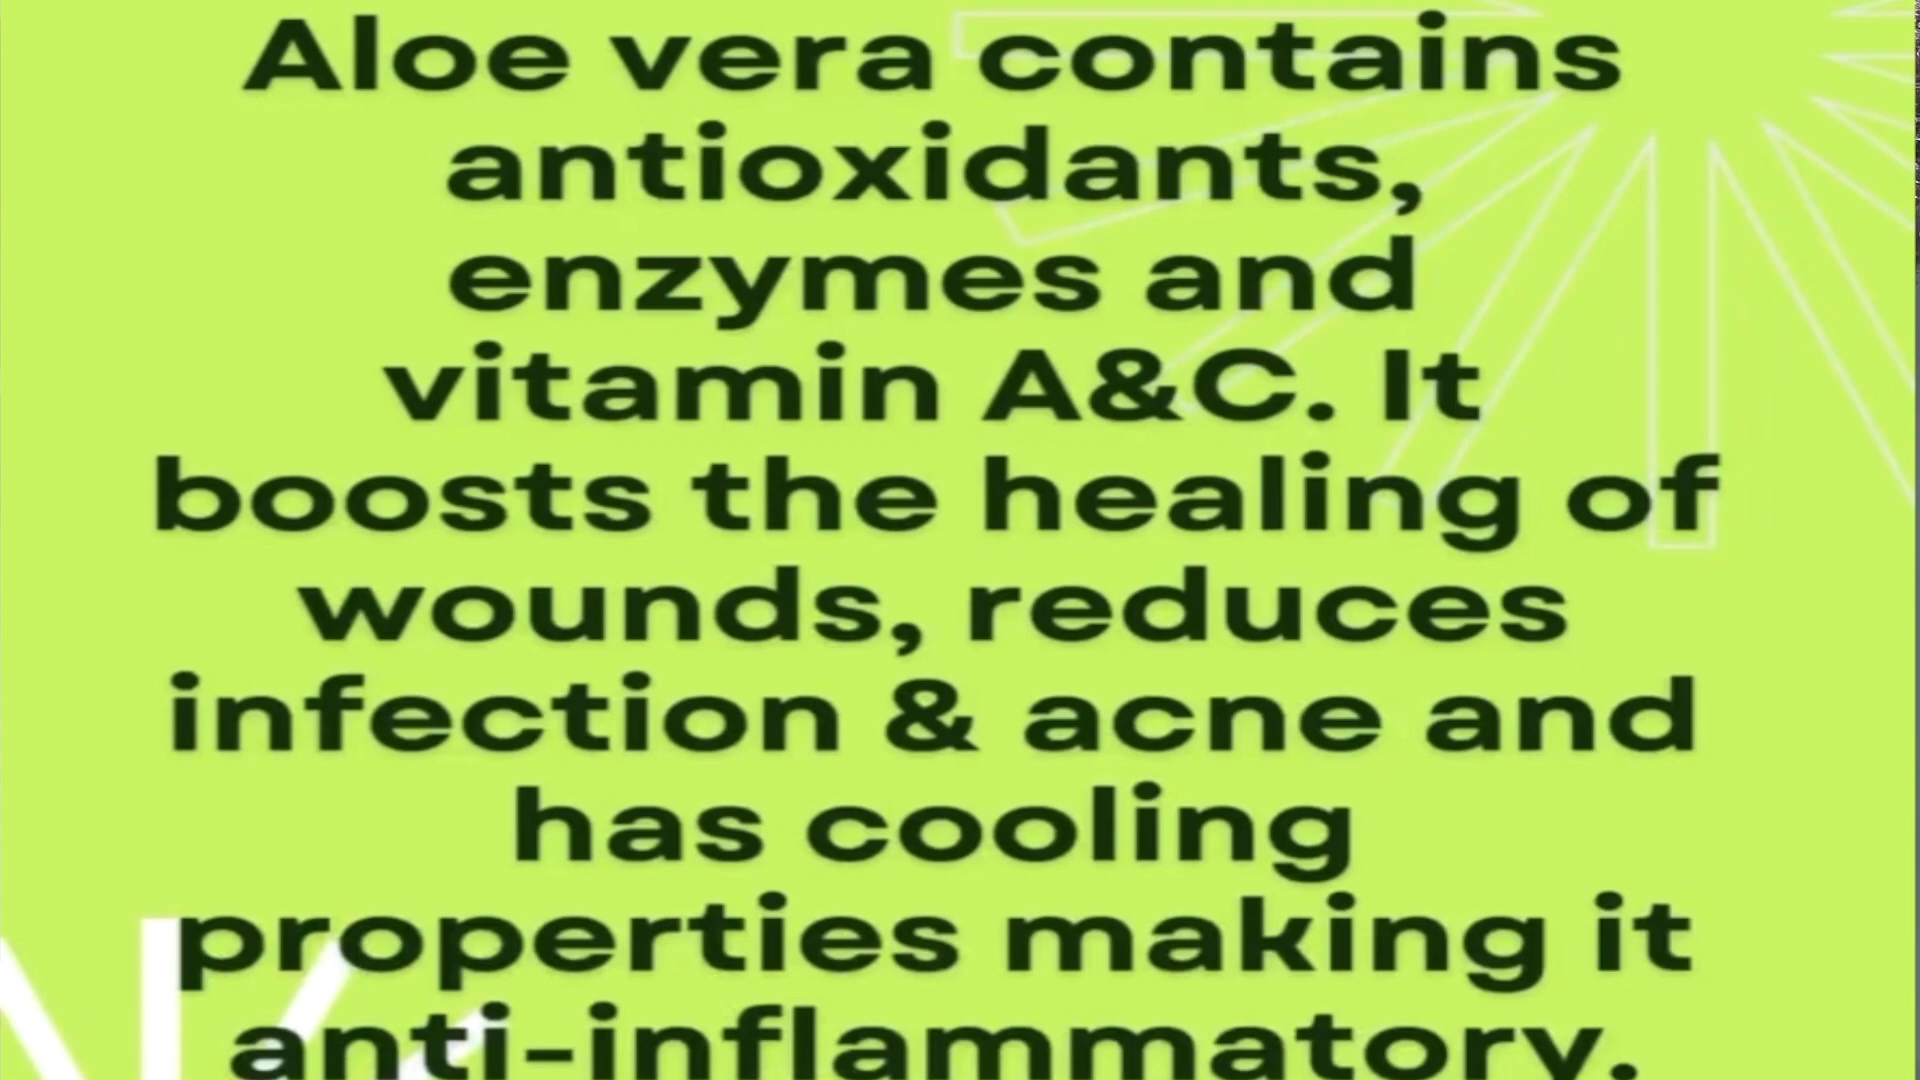 Aloe vera contains
antioxidants,
enzymes and
vitamin A&C. It
boosts the healing of
wounds, reduces
infection & acne and
has cooling
properties making it
anti-inflammatory.